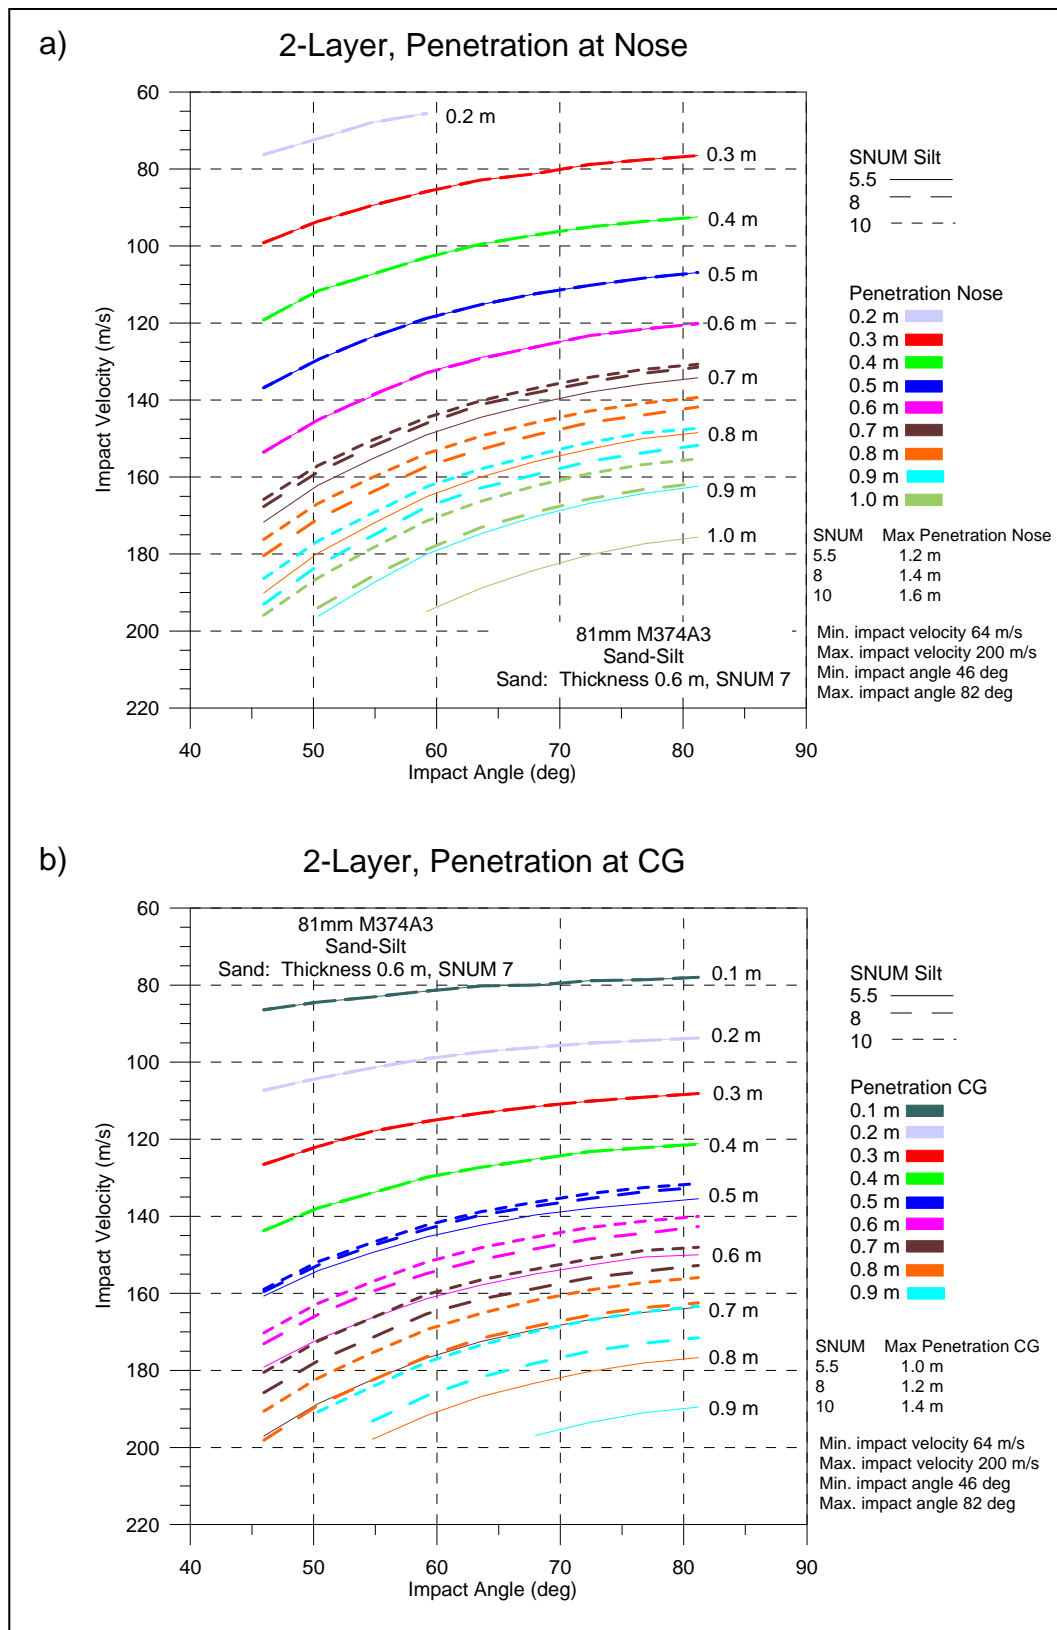 a)
2-Layer, Penetration at Nose
60
80
100
120
140
160
180
200
220
Impact Velocity (m/s)
40
50
60
70
80
90
Impact Angle (deg)
0.2 m
0.3 m
0.4 m
0.5 m
0.6 m
0.7 m
0.8 m
0.9 m
1.0 m
81mm M374A3
Sand-Silt
Sand: Thickness 0.6 m, SNUM 7
SNUM Silt
5.5
8
10
Penetration Nose
0.2 m
0.3 m
0.4 m
0.5 m
0.6 m
0.7 m
0.8 m
0.9 m
1.0 m
SNUM Max Penetration Nose
5.5 1.2 m
8 1.4 m
10 1.6 m
Min. impact velocity 64 m/s
Max. impact velocity 200 m/s
Min. impact angle 46 deg
Max. impact angle 82 deg
b)
2-Layer, Penetration at CG
60
80
100
120
140
160
180
200
220
Impact Velocity (m/s)
40
50
60
70
80
90
Impact Angle (deg)
81mm M374A3
Sand-Silt
Sand: Thickness 0.6 m, SNUM 7
0.1 m
0.2 m
0.3 m
0.4 m
0.5 m
0.6 m
0.7 m
0.8 m
0.9 m
SNUM Silt
5.5
8
10
Penetration CG
0.1 m
0.2 m
0.3 m
0.4 m
0.5 m
0.6 m
0.7 m
0.8 m
0.9 m
SNUM Max Penetration CG
5.5 1.0 m
8 1.2 m
10 1.4 m
Min. impact velocity 64 m/s
Max. impact velocity 200 m/s
Min. impact angle 46 deg
Max. impact angle 82 deg